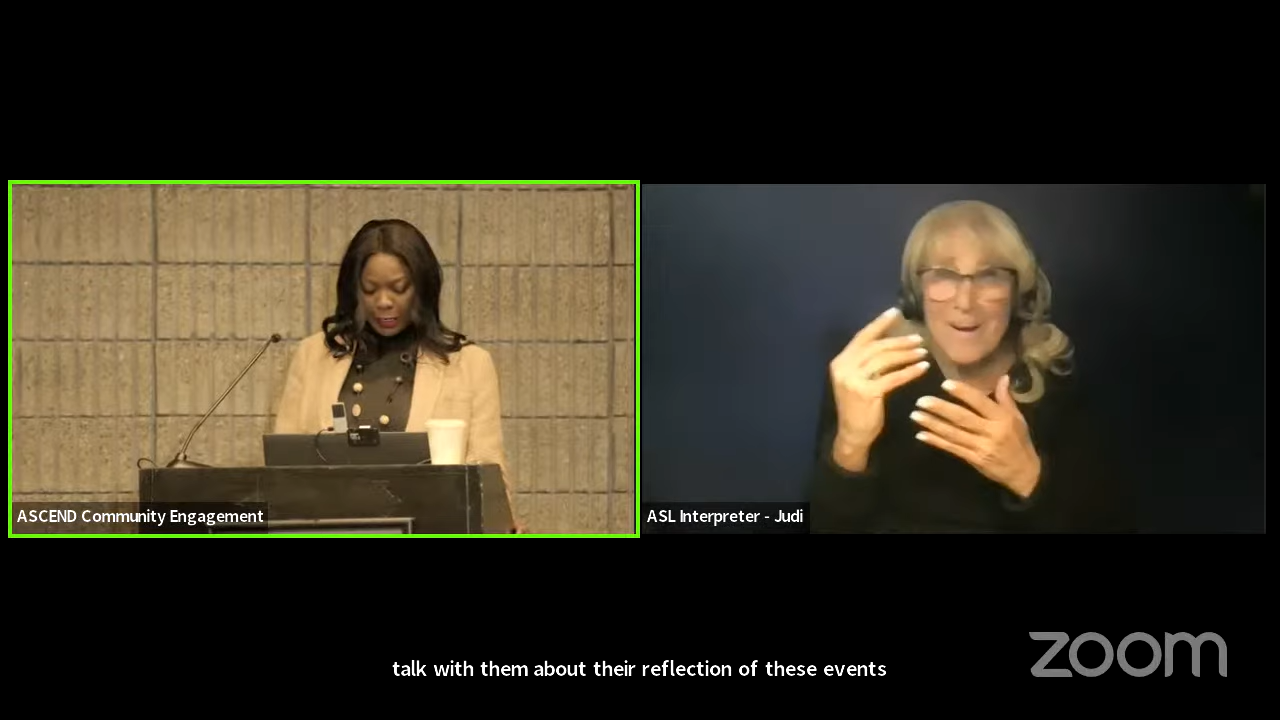 ASCEND Community Engagement
ASL Interpreter - Judi
talk with them about their reflection of these events
zoom